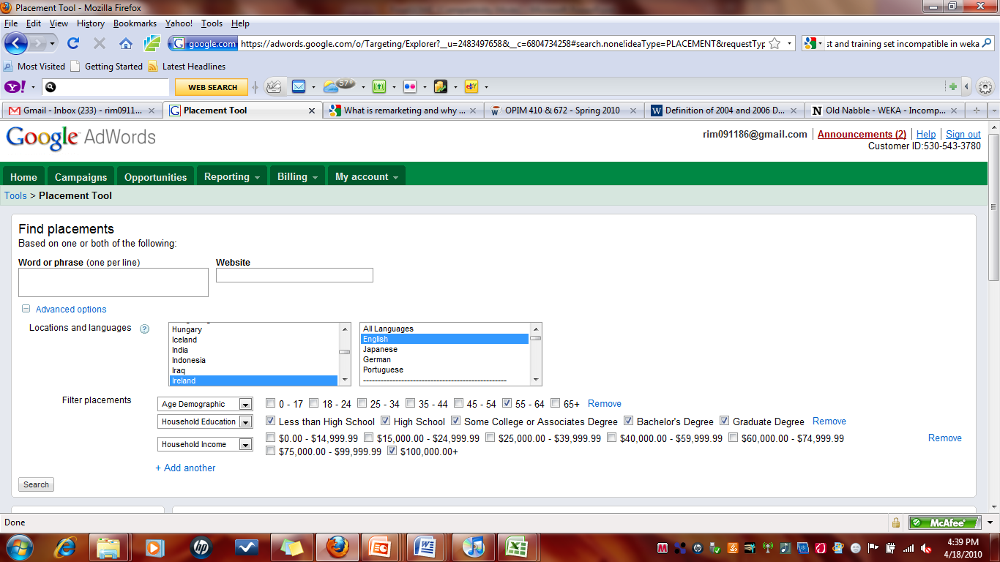 Placement Tool - Mozilla Firefox
File Edit View History Bookmarks Yahoo! Tools Help
google.com https://adwords.google.com/o/Targeting/Explorer?__u=2483497658&__c=6804734258#search.none!ideaType=PLACEMENT&requestTyp st and training set incompatible in weka
Most Visited Getting Started Latest Headlines
Y! WEB SEARCH 57° ebY
Gmail - Inbox (233) - rim0911... Placement Tool What is remarketing and why ... OPIM 410 & 672 - Spring 2010 Definition of 2004 and 2006 D... Old Nabble - WEKA - Incomp...
Google AdWords rim091186@gmail.com Announcements (2) Help Sign out
Customer ID:530-543-3780
Home Campaigns Opportunities Reporting Billing My account
Tools > Placement Tool
Find placements
Based on one or both of the following:
Word or phrase (one per line) Website
Advanced options
Locations and languages ? Hungary All Languages
Iceland English
India Japanese
Indonesia German
Iraq Portuguese
Ireland ----------------------------------------
Filter placements Age Demographic 0 - 17 18 - 24 25 - 34 35 - 44 45 - 54 55 - 64 65+ Remove
Household Education Less than High School High School Some College or Associates Degree Bachelor's Degree Graduate Degree Remove
Household Income $0.00 - $14,999.99 $15,000.00 - $24,999.99 $25,000.00 - $39,999.99 $40,000.00 - $59,999.99 $60,000.00 - $74,999.99 Remove
$75,000.00 - $99,999.99 $100,000.00+
+ Add another
Search
Done McAfee
4:39 PM
4/18/2010